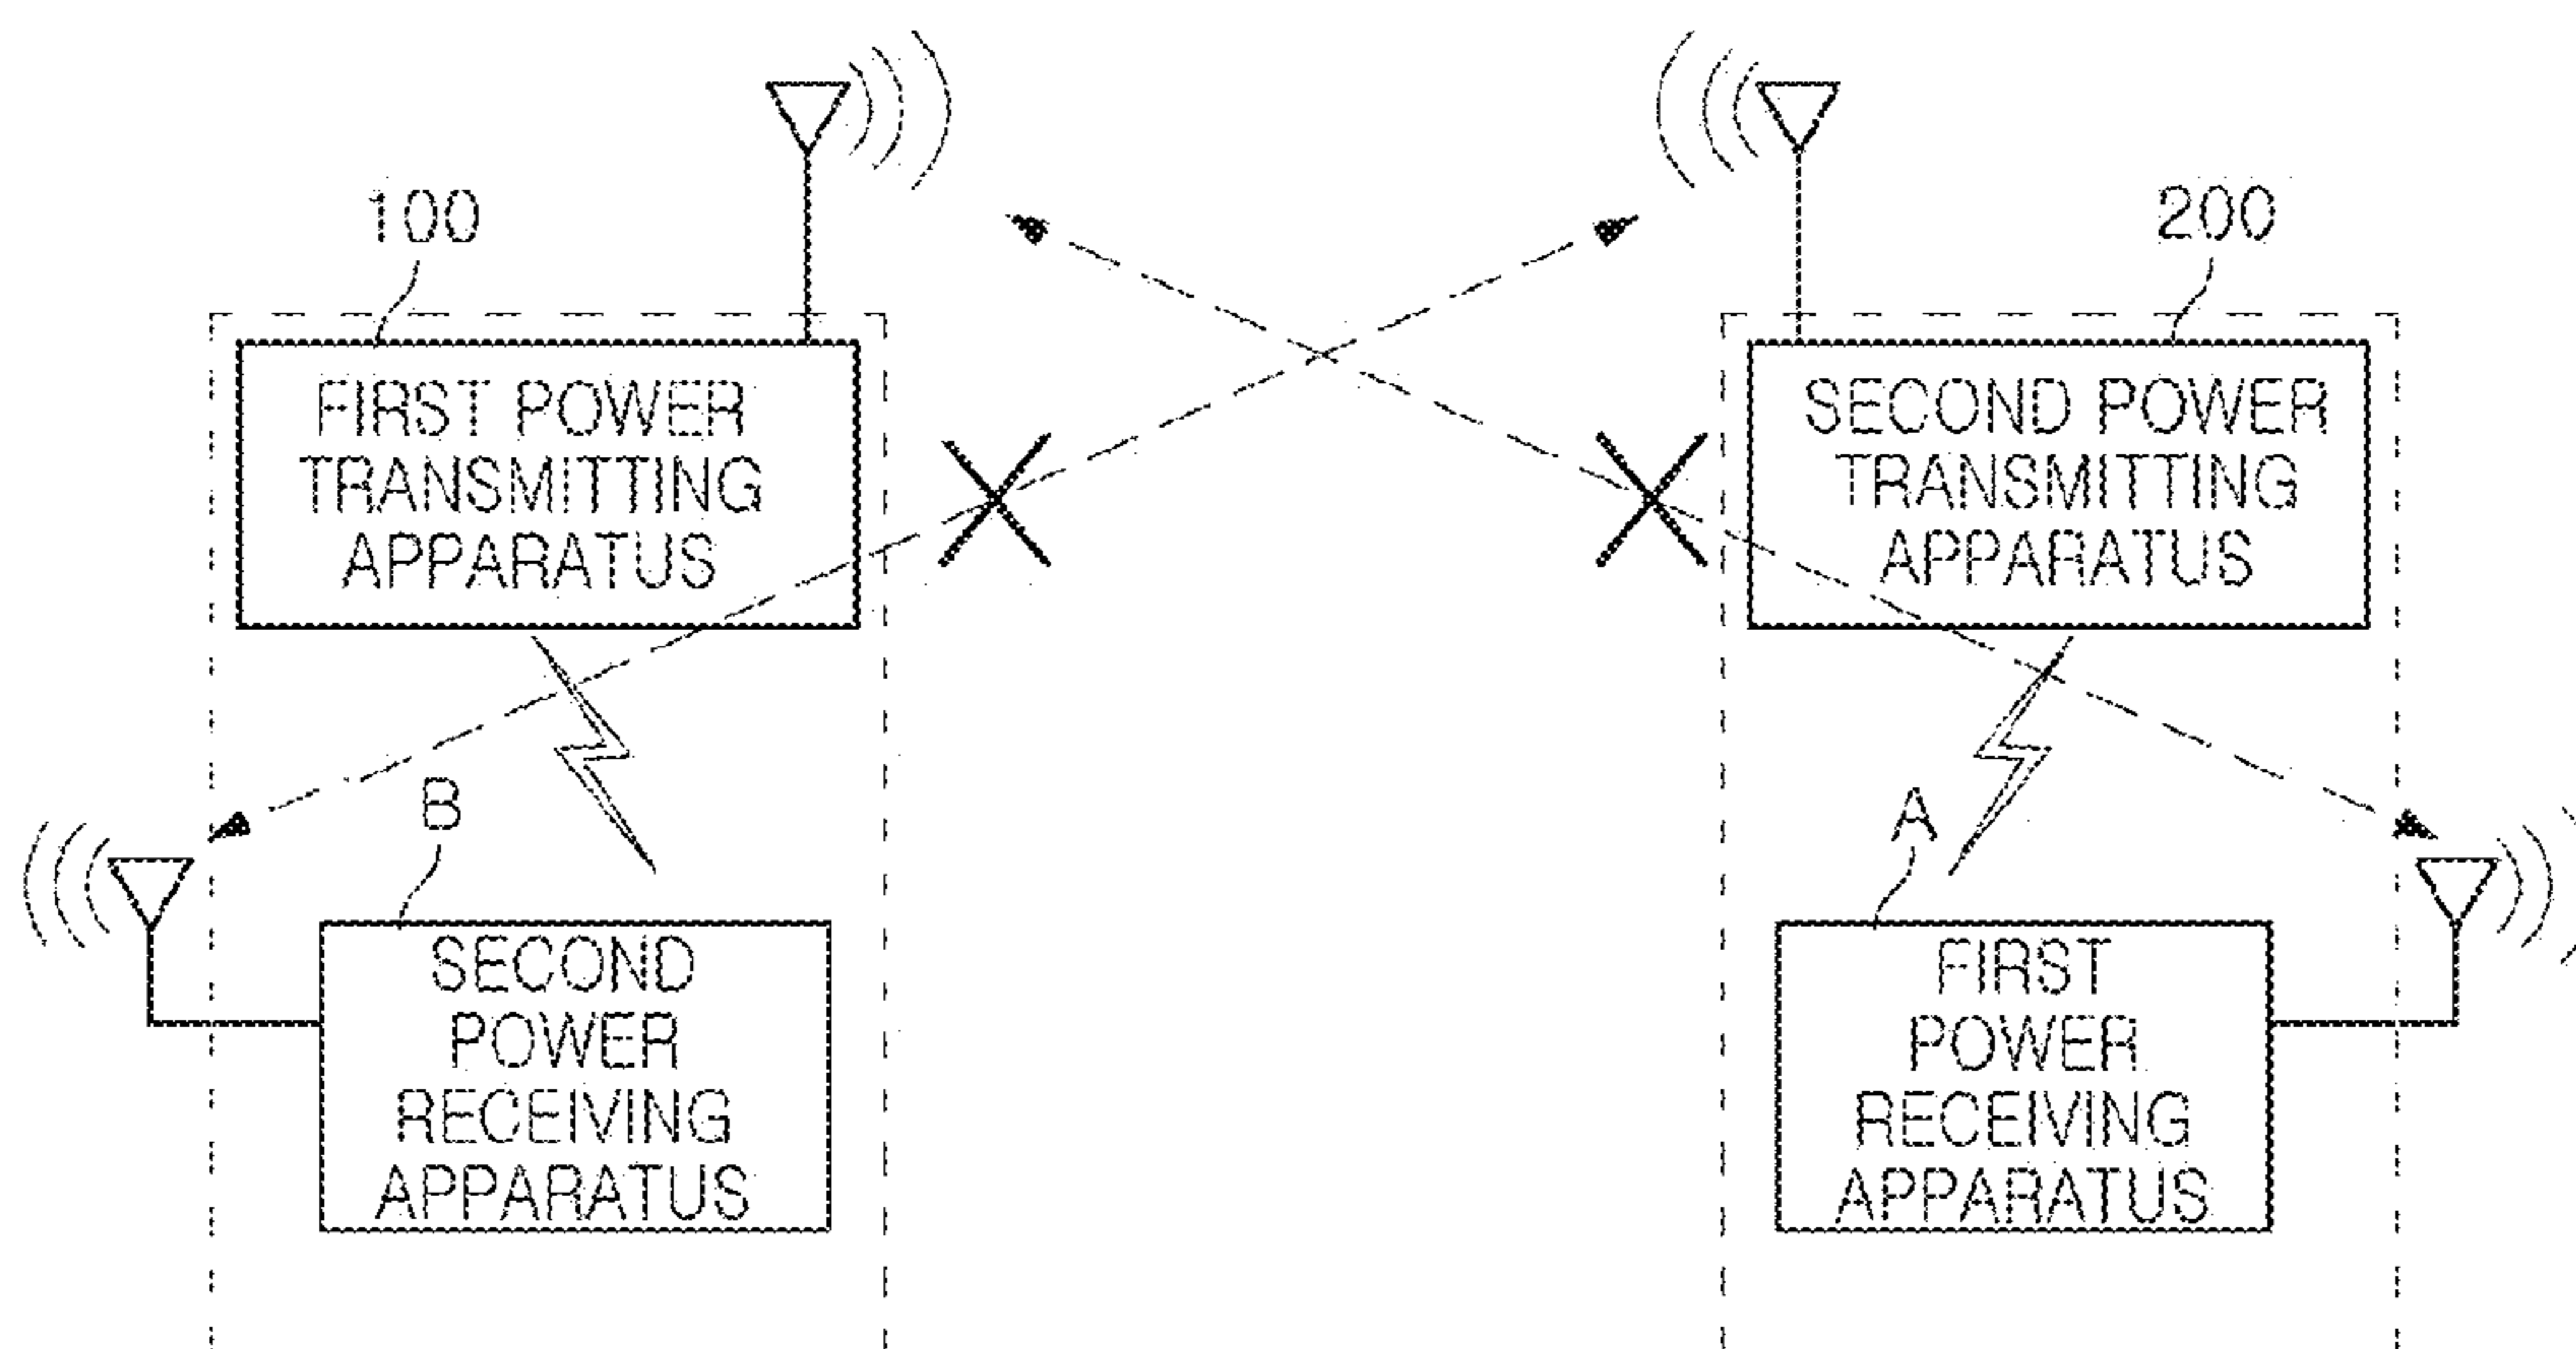 100
200
FIRST POWER
TRANSMITTING
APPARATUS
SECOND POWER
TRANSMITTING
APPARATUS
B
A
SECOND
POWER
RECEIVING
APPARATUS
FIRST
POWER
RECEIVING
APPARATUS